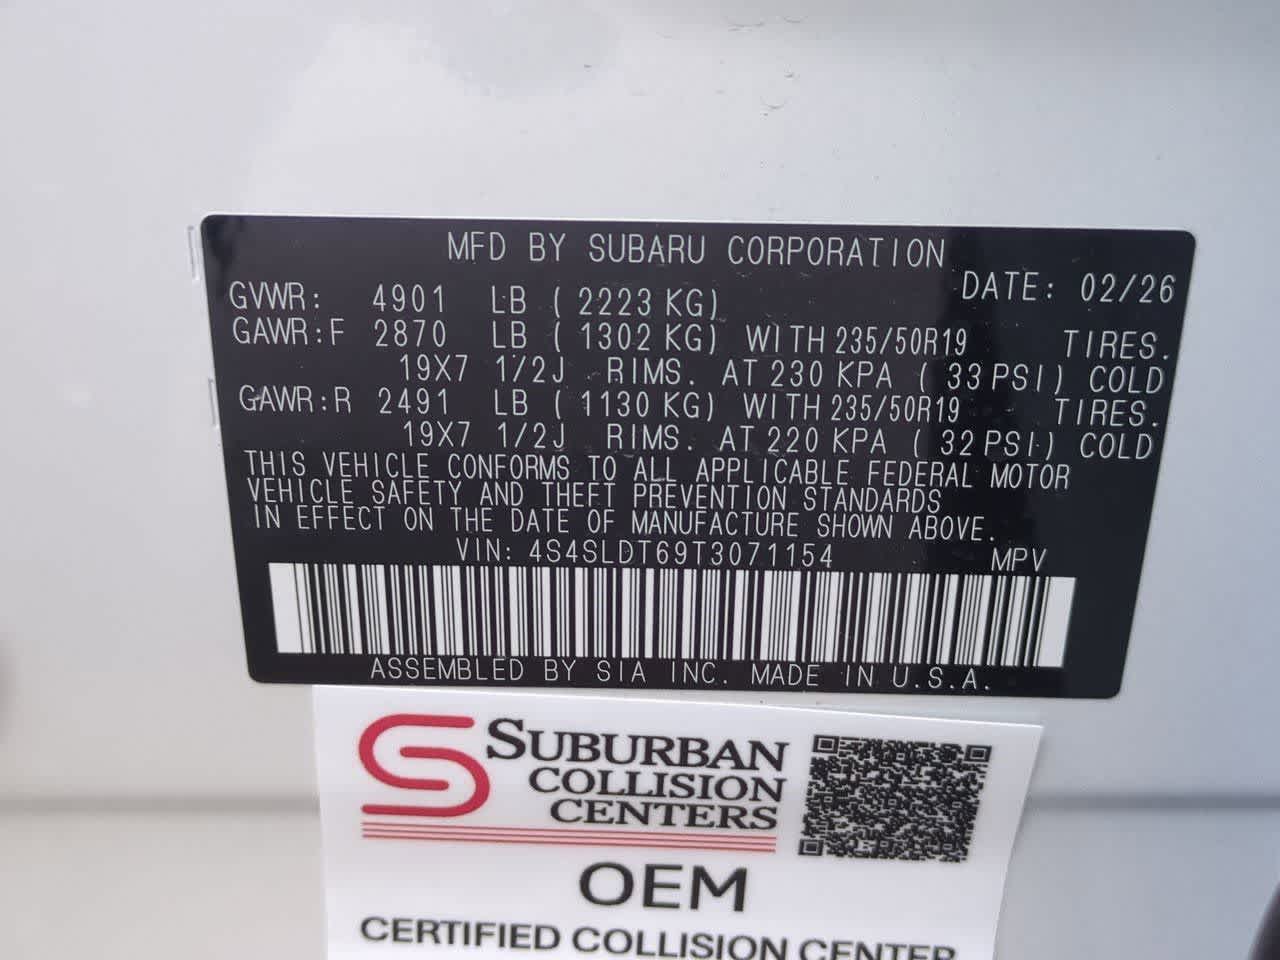 MFD BY SUBARU CORPORATION
DATE: 02/26
GVWR: 4901 LB ( 2223 KG)
GAWR:F 2870 LB ( 1302 KG) WITH 235/50R19 TIRES.
19X7 1/2J RIMS. AT 230 KPA ( 33 PSI) COLD
GAWR:R 2491 LB ( 1130 KG) WITH 235/50R19 TIRES.
19X7 1/2J RIMS. AT 220 KPA ( 32 PSI) COLD
THIS VEHICLE CONFORMS TO ALL APPLICABLE FEDERAL MOTOR
VEHICLE SAFETY AND THEFT PREVENTION STANDARDS
IN EFFECT ON THE DATE OF MANUFACTURE SHOWN ABOVE.
VIN: 4S4SLDT69T3071154 MPV
ASSEMBLED BY SIA INC. MADE IN U.S.A.
SUBURBAN
COLLISION
CENTERS
OEM
CERTIFIED COLLISION CENTER